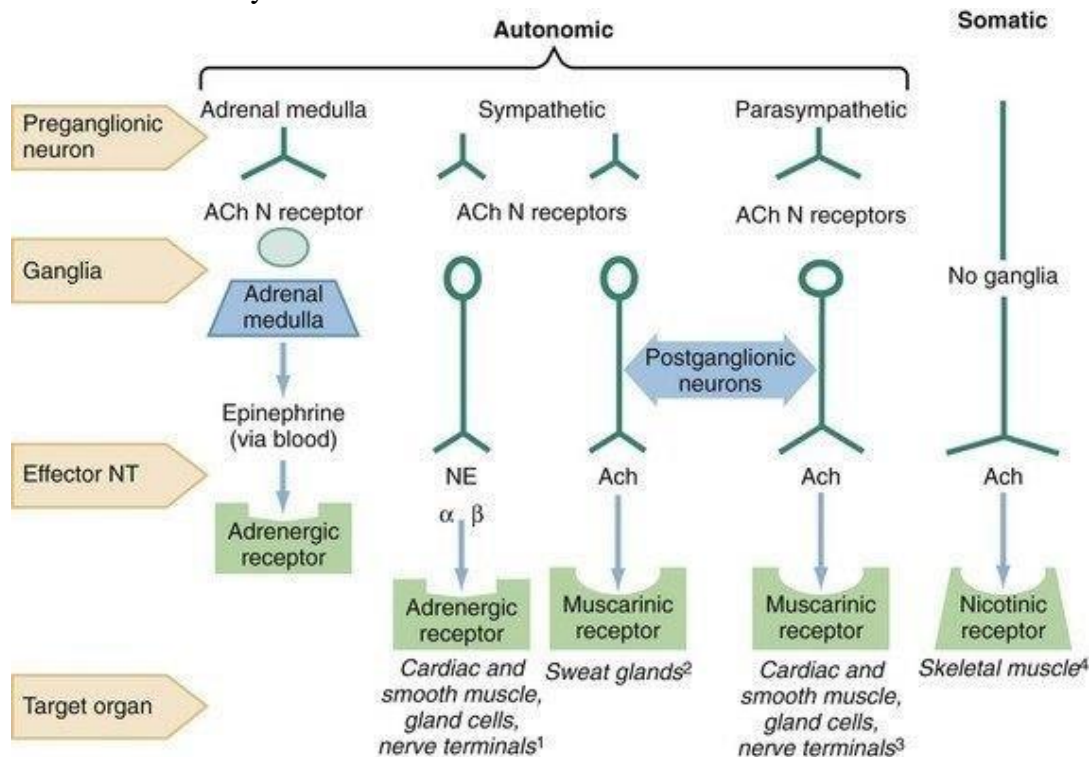 Autonomic
Somatic
Preganglionic
neuron
Adrenal medulla
Sympathetic
Parasympathetic
ACh N receptor
ACh N receptors
ACh N receptors
Ganglia
Adrenal
medulla
No ganglia
Postganglionic
neurons
Epinephrine
(via blood)
Effector NT
NE
Ach
Ach
Ach
α β
Adrenergic
receptor
Adrenergic
receptor
Muscarinic
receptor
Muscarinic
receptor
Nicotinic
receptor
Target organ
Cardiac and
smooth muscle,
gland cells,
nerve terminals¹
Sweat glands²
Cardiac and
smooth muscle,
gland cells,
nerve terminals³
Skeletal muscle⁴